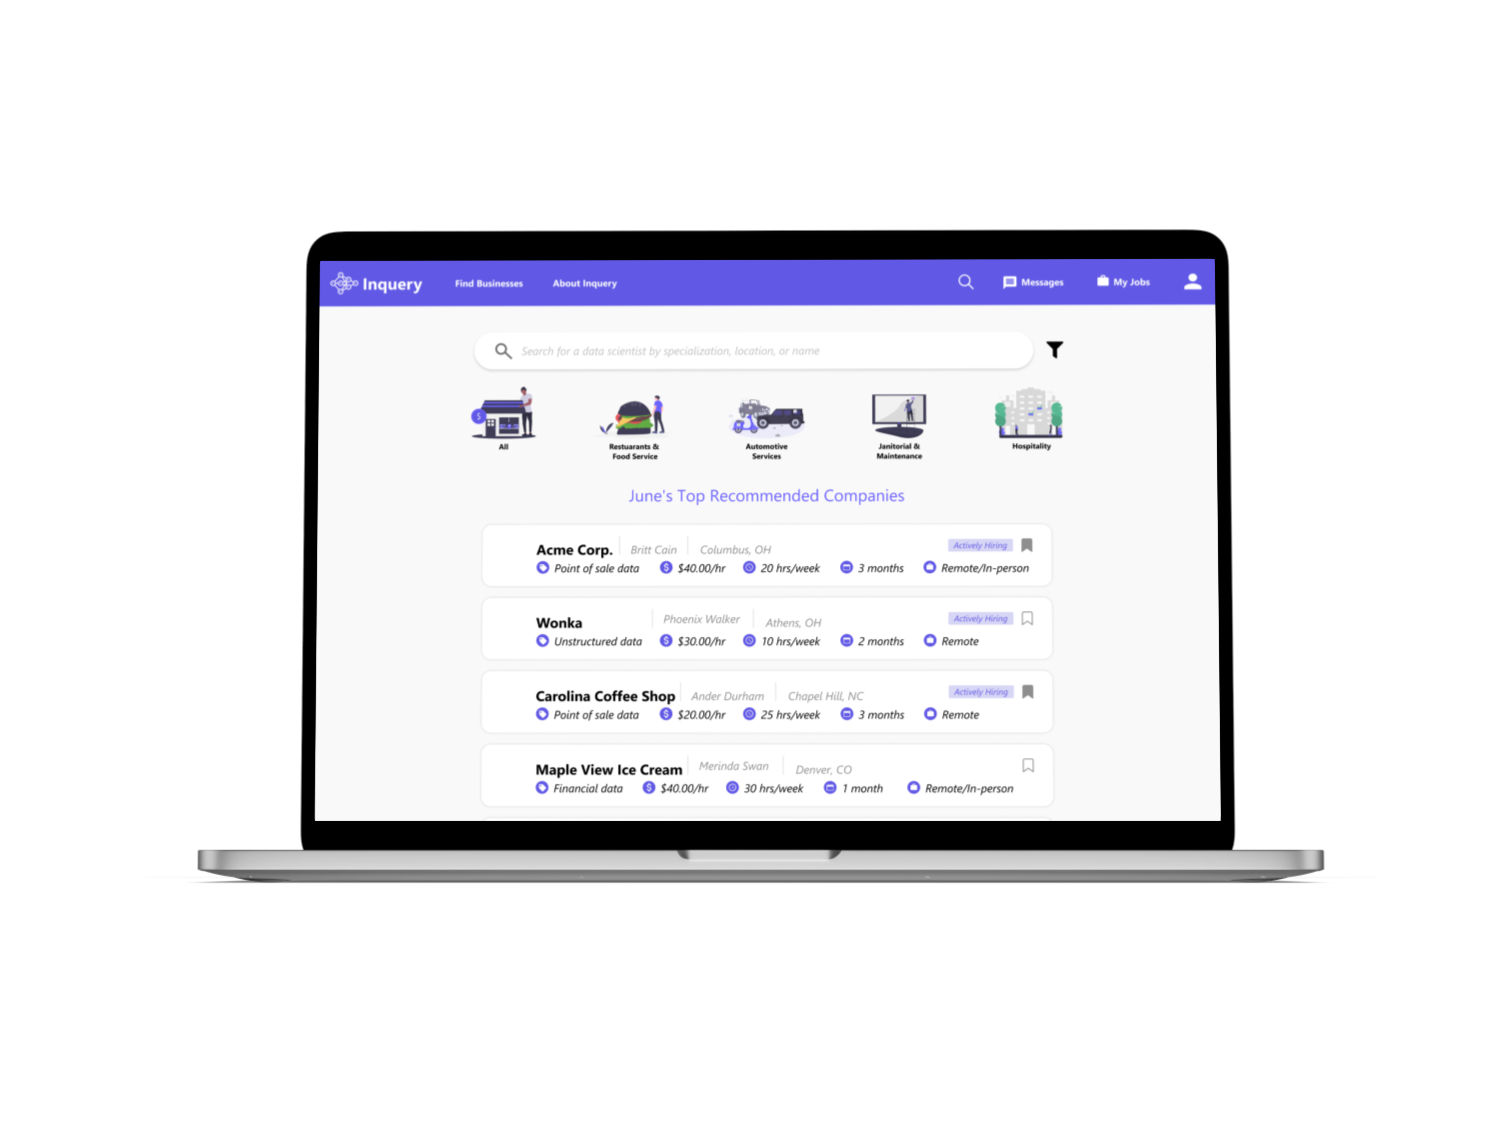 Inquery Find Businesses About Inquery Messages My Jobs
Search for a data scientist by specialization, location, or name
All
Restuarants &
Food Service
Automotive
Services
Janitorial &
Maintenance
Hospitality
June's Top Recommended Companies
Acme Corp. Britt Cain Columbus, OH Actively Hiring
Point of sale data $40.00/hr 20 hrs/week 3 months Remote/In-person
Wonka Phoenix Walker Athens, OH Actively Hiring
Unstructured data $30.00/hr 10 hrs/week 2 months Remote
Carolina Coffee Shop Ander Durham Chapel Hill, NC Actively Hiring
Point of sale data $20.00/hr 25 hrs/week 3 months Remote
Maple View Ice Cream Merinda Swan Denver, CO
Financial data $40.00/hr 30 hrs/week 1 month Remote/In-person